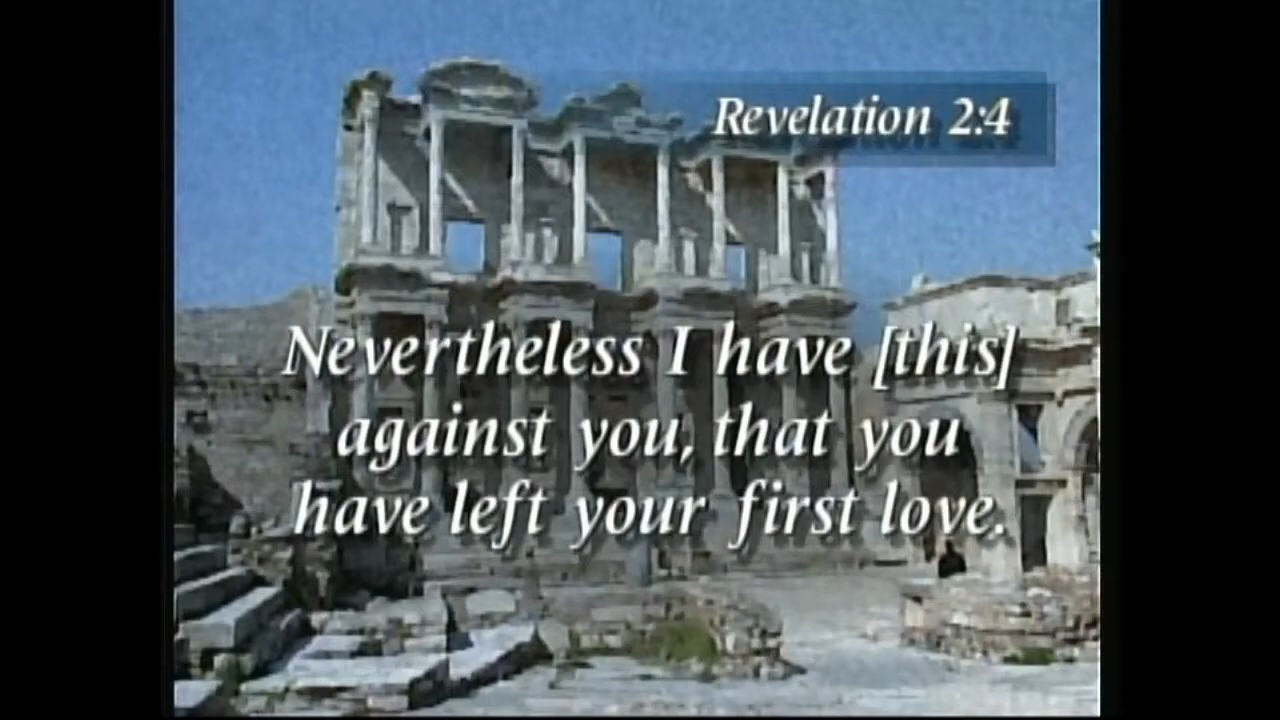 Revelation 2:4
Nevertheless I have [this]
against you, that you
have left your first love.